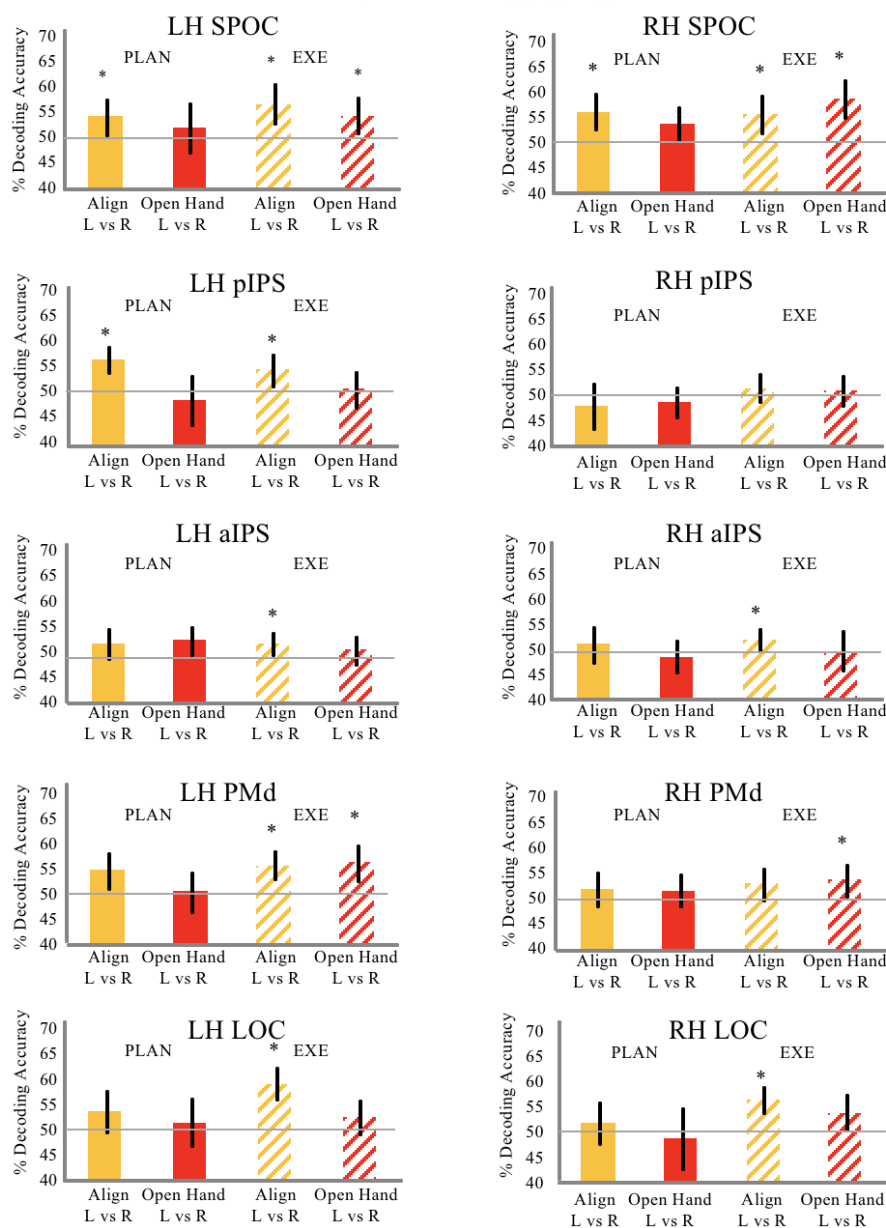 LH SPOC
% Decoding Accuracy
70
65
60
55
50
45
40
PLAN
EXE
*
*
*
Align
L vs R
Open Hand
L vs R
Align
L vs R
Open Hand
L vs R
RH SPOC
% Decoding Accuracy
70
65
60
55
50
45
40
PLAN
EXE
*
*
*
Align
L vs R
Open Hand
L vs R
Align
L vs R
Open Hand
L vs R
LH pIPS
% Decoding Accuracy
70
65
60
55
50
45
40
PLAN
EXE
*
*
Align
L vs R
Open Hand
L vs R
Align
L vs R
Open Hand
L vs R
RH pIPS
% Decoding Accuracy
70
65
60
55
50
45
40
PLAN
EXE
Align
L vs R
Open Hand
L vs R
Align
L vs R
Open Hand
L vs R
LH aIPS
% Decoding Accuracy
70
65
60
55
50
45
40
PLAN
EXE
*
Align
L vs R
Open Hand
L vs R
Align
L vs R
Open Hand
L vs R
RH aIPS
% Decoding Accuracy
70
65
60
55
50
45
40
PLAN
EXE
*
Align
L vs R
Open Hand
L vs R
Align
L vs R
Open Hand
L vs R
LH PMd
% Decoding Accuracy
70
65
60
55
50
45
40
PLAN
EXE
*
*
Align
L vs R
Open Hand
L vs R
Align
L vs R
Open Hand
L vs R
RH PMd
% Decoding Accuracy
70
65
60
55
50
45
40
PLAN
EXE
*
Align
L vs R
Open Hand
L vs R
Align
L vs R
Open Hand
L vs R
LH LOC
% Decoding Accuracy
70
65
60
55
50
45
40
PLAN
EXE
*
Align
L vs R
Open Hand
L vs R
Align
L vs R
Open Hand
L vs R
RH LOC
% Decoding Accuracy
70
65
60
55
50
45
40
PLAN
EXE
*
Align
L vs R
Open Hand
L vs R
Align
L vs R
Open Hand
L vs R